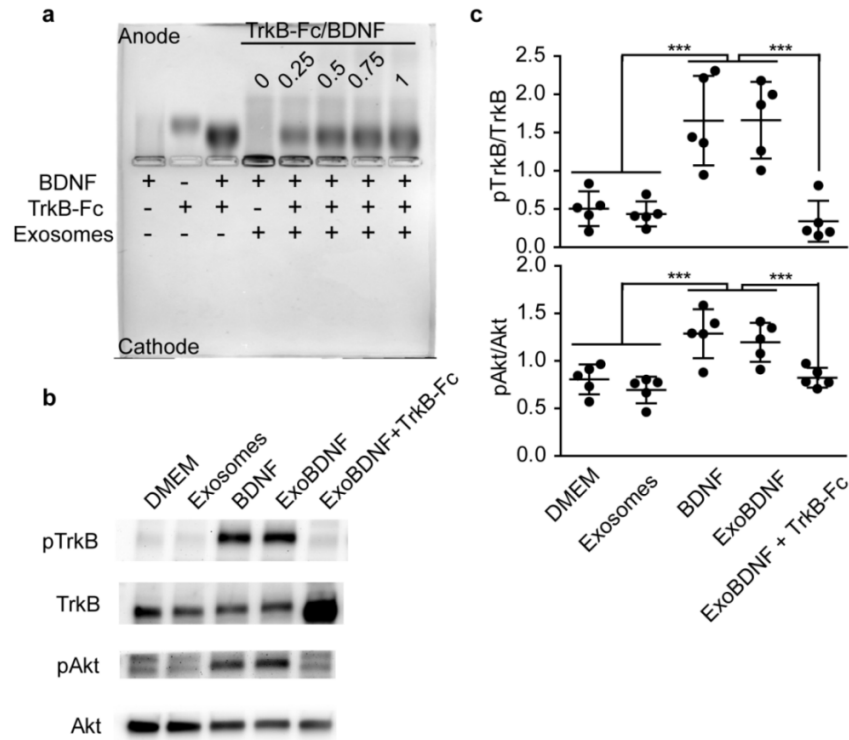 a
Anode
TrkB-Fc/BDNF
0 0.25 0.5 0.75 1
BDNF + - + + + + + +
TrkB-Fc - + + - + + + +
Exosomes - - - + + + + +
Cathode
b
DMEM Exosomes BDNF ExoBDNF ExoBDNF+TrkB-Fc
pTrkB
TrkB
pAkt
Akt
c
pTrkB/TrkB
2.5
2.0
1.5
1.0
0.5
0.0
*** ***
pAkt/Akt
2.0
1.5
1.0
0.5
0.0
*** ***
DMEM Exosomes BDNF ExoBDNF ExoBDNF + TrkB-Fc